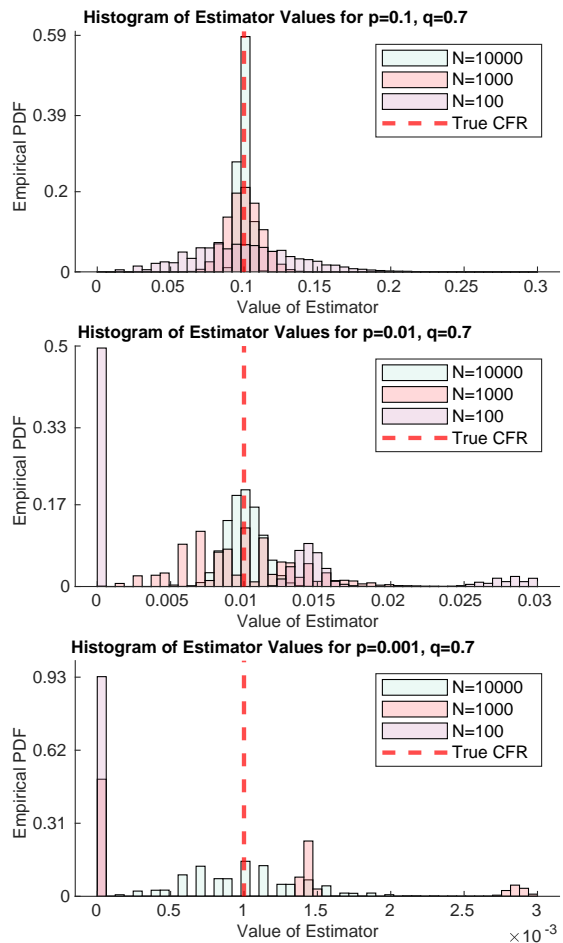 Histogram of Estimator Values for p=0.1, q=0.7
0.59
0.39
0.2
0
Empirical PDF
N=10000
N=1000
N=100
True CFR
0 0.05 0.1 0.15 0.2 0.25 0.3
Value of Estimator
Histogram of Estimator Values for p=0.01, q=0.7
0.5
0.33
0.17
0
Empirical PDF
N=10000
N=1000
N=100
True CFR
0 0.005 0.01 0.015 0.02 0.025 0.03
Value of Estimator
Histogram of Estimator Values for p=0.001, q=0.7
0.93
0.62
0.31
0
Empirical PDF
N=10000
N=1000
N=100
True CFR
0 0.5 1 1.5 2 2.5 3
Value of Estimator
×10⁻³